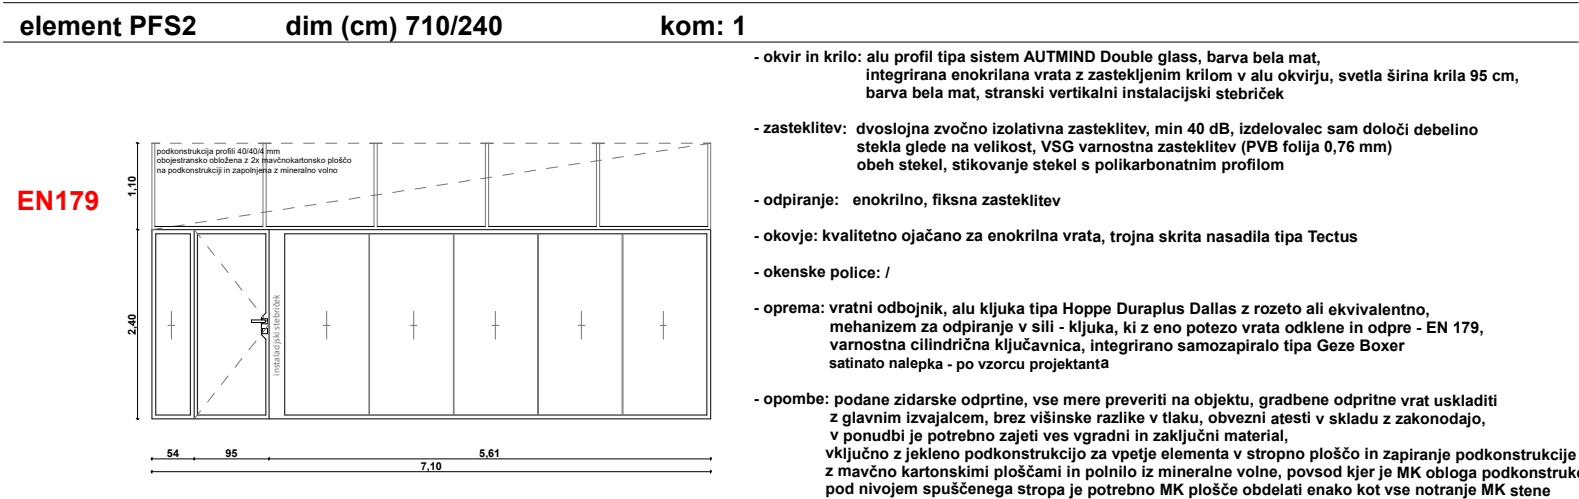 element PFS2 dim (cm) 710/240 kom: 1
- okvir in krilo: alu profil tipa sistem AUTMIND Double glass, barva bela mat,
integrirana enokrilana vrata z zastekljenim krilom v alu okvirju, svetla širina krila 95 cm,
barva bela mat, stranski vertikalni instalacijski stebriček
- zasteklitev: dvoslojna zvočno izolativna zasteklitev, min 40 dB, izdelovalec sam določi debelino
stekla glede na velikost, VSG varnostna zasteklitev (PVB folija 0,76 mm)
obeh stekel, stikovanje stekel s polikarbonatnim profilom
- odpiranje: enokrilno, fiksna zasteklitev
- okovje: kvalitetno ojačano za enokrilna vrata, trojna skrita nasadila tipa Tectus
- okenske police: /
- oprema: vratni odbojnik, alu kljuka tipa Hoppe Duraplus Dallas z rozeto ali ekvivalentno,
mehanizem za odpiranje v sili - kljuka, ki z eno potezo vrata odklene in odpre - EN 179,
varnostna cilindrična ključavnica, integrirano samozapiralo tipa Geze Boxer
satinato nalepka - po vzorcu projektanta
- opombe: podane zidarske odprtine, vse mere preveriti na objektu, gradbene odpritne vrat uskladiti
z glavnim izvajalcem, brez višinske razlike v tlaku, obvezni atesti v skladu z zakonodajo,
v ponudbi je potrebno zajeti ves vgradni in zaključni material,
vključno z jekleno podkonstrukcijo za vpetje elementa v stropno ploščo in zapiranje podkonstrukcije
z mavčno kartonskimi ploščami in polnilo iz mineralne volne, povsod kjer je MK obloga podkonstrukc
pod nivojem spuščenega stropa je potrebno MK plošče obdelati enako kot vse notranje MK stene
podkonstrukcija profili 40/40/4 mm
obojestransko obložena z 2x mavčnokartonsko ploščo
na podkonstrukciji in zapolnjena z mineralno volno
EN179
1,10
2,40
instalacijski stebriček
54 95 5,61
7,10